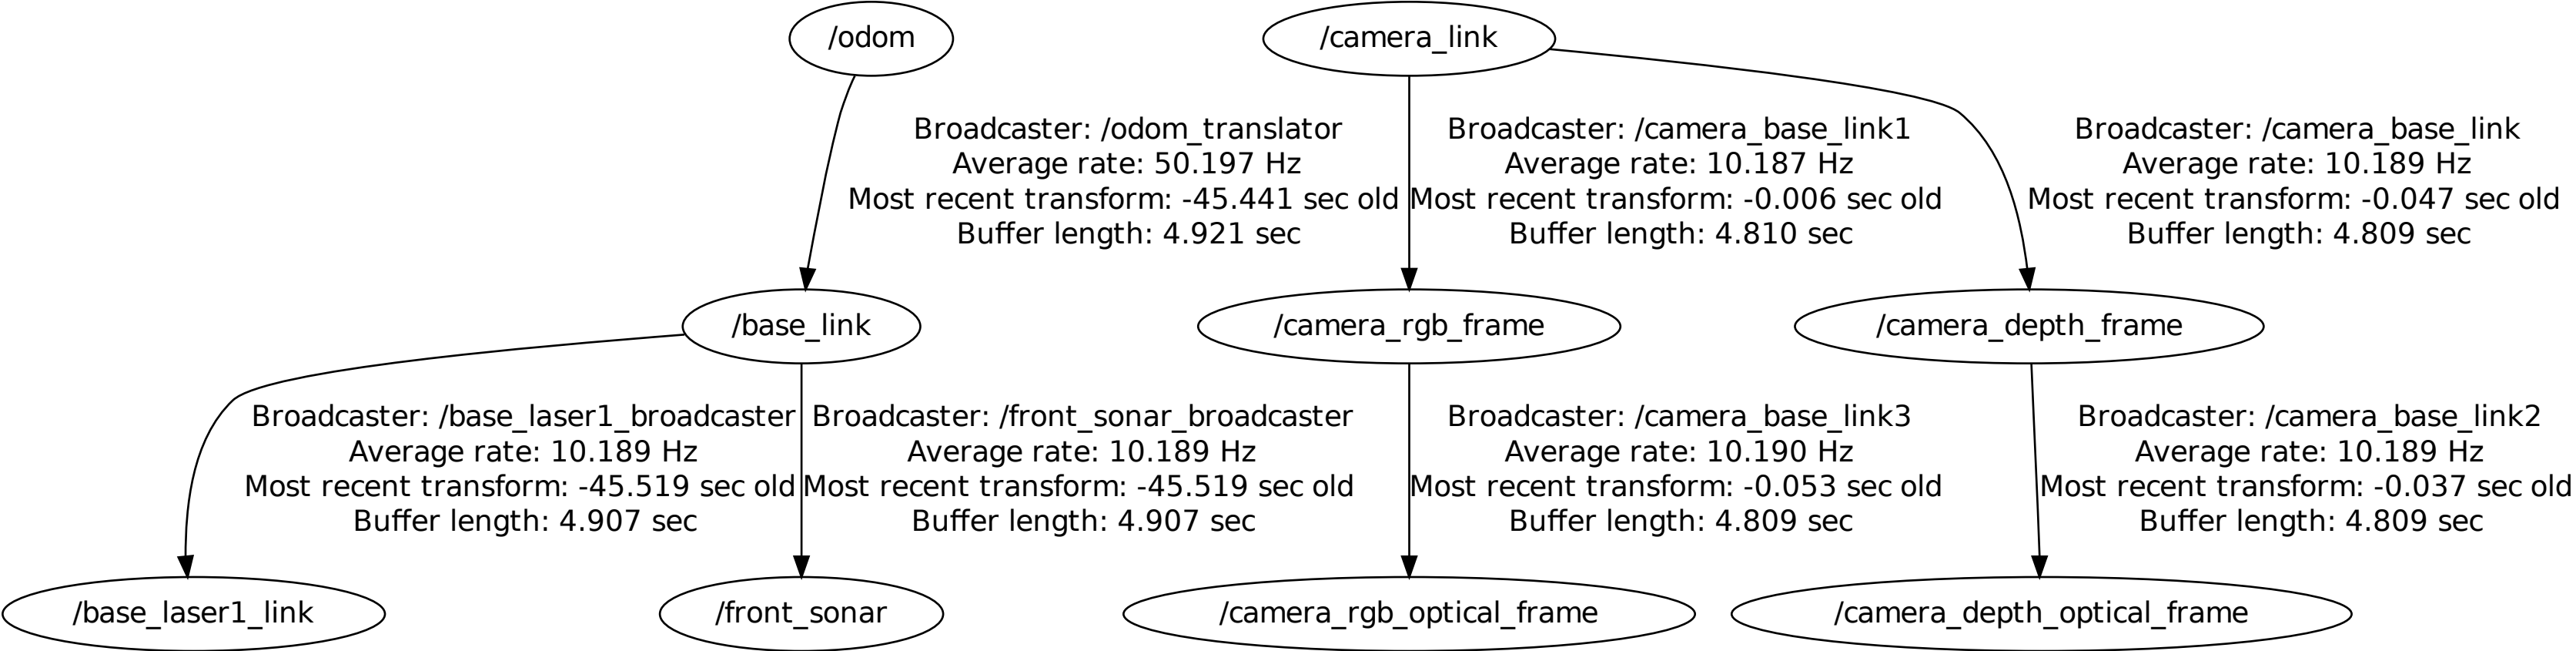 /odom
/camera_link
Broadcaster: /odom_translator
Average rate: 50.197 Hz
Most recent transform: -45.441 sec old
Buffer length: 4.921 sec
Broadcaster: /camera_base_link1
Average rate: 10.187 Hz
Most recent transform: -0.006 sec old
Buffer length: 4.810 sec
Broadcaster: /camera_base_link
Average rate: 10.189 Hz
Most recent transform: -0.047 sec old
Buffer length: 4.809 sec
/base_link
/camera_rgb_frame
/camera_depth_frame
Broadcaster: /base_laser1_broadcaster
Average rate: 10.189 Hz
Most recent transform: -45.519 sec old
Buffer length: 4.907 sec
Broadcaster: /front_sonar_broadcaster
Average rate: 10.189 Hz
Most recent transform: -45.519 sec old
Buffer length: 4.907 sec
Broadcaster: /camera_base_link3
Average rate: 10.190 Hz
Most recent transform: -0.053 sec old
Buffer length: 4.809 sec
Broadcaster: /camera_base_link2
Average rate: 10.189 Hz
Most recent transform: -0.037 sec old
Buffer length: 4.809 sec
/base_laser1_link
/front_sonar
/camera_rgb_optical_frame
/camera_depth_optical_frame